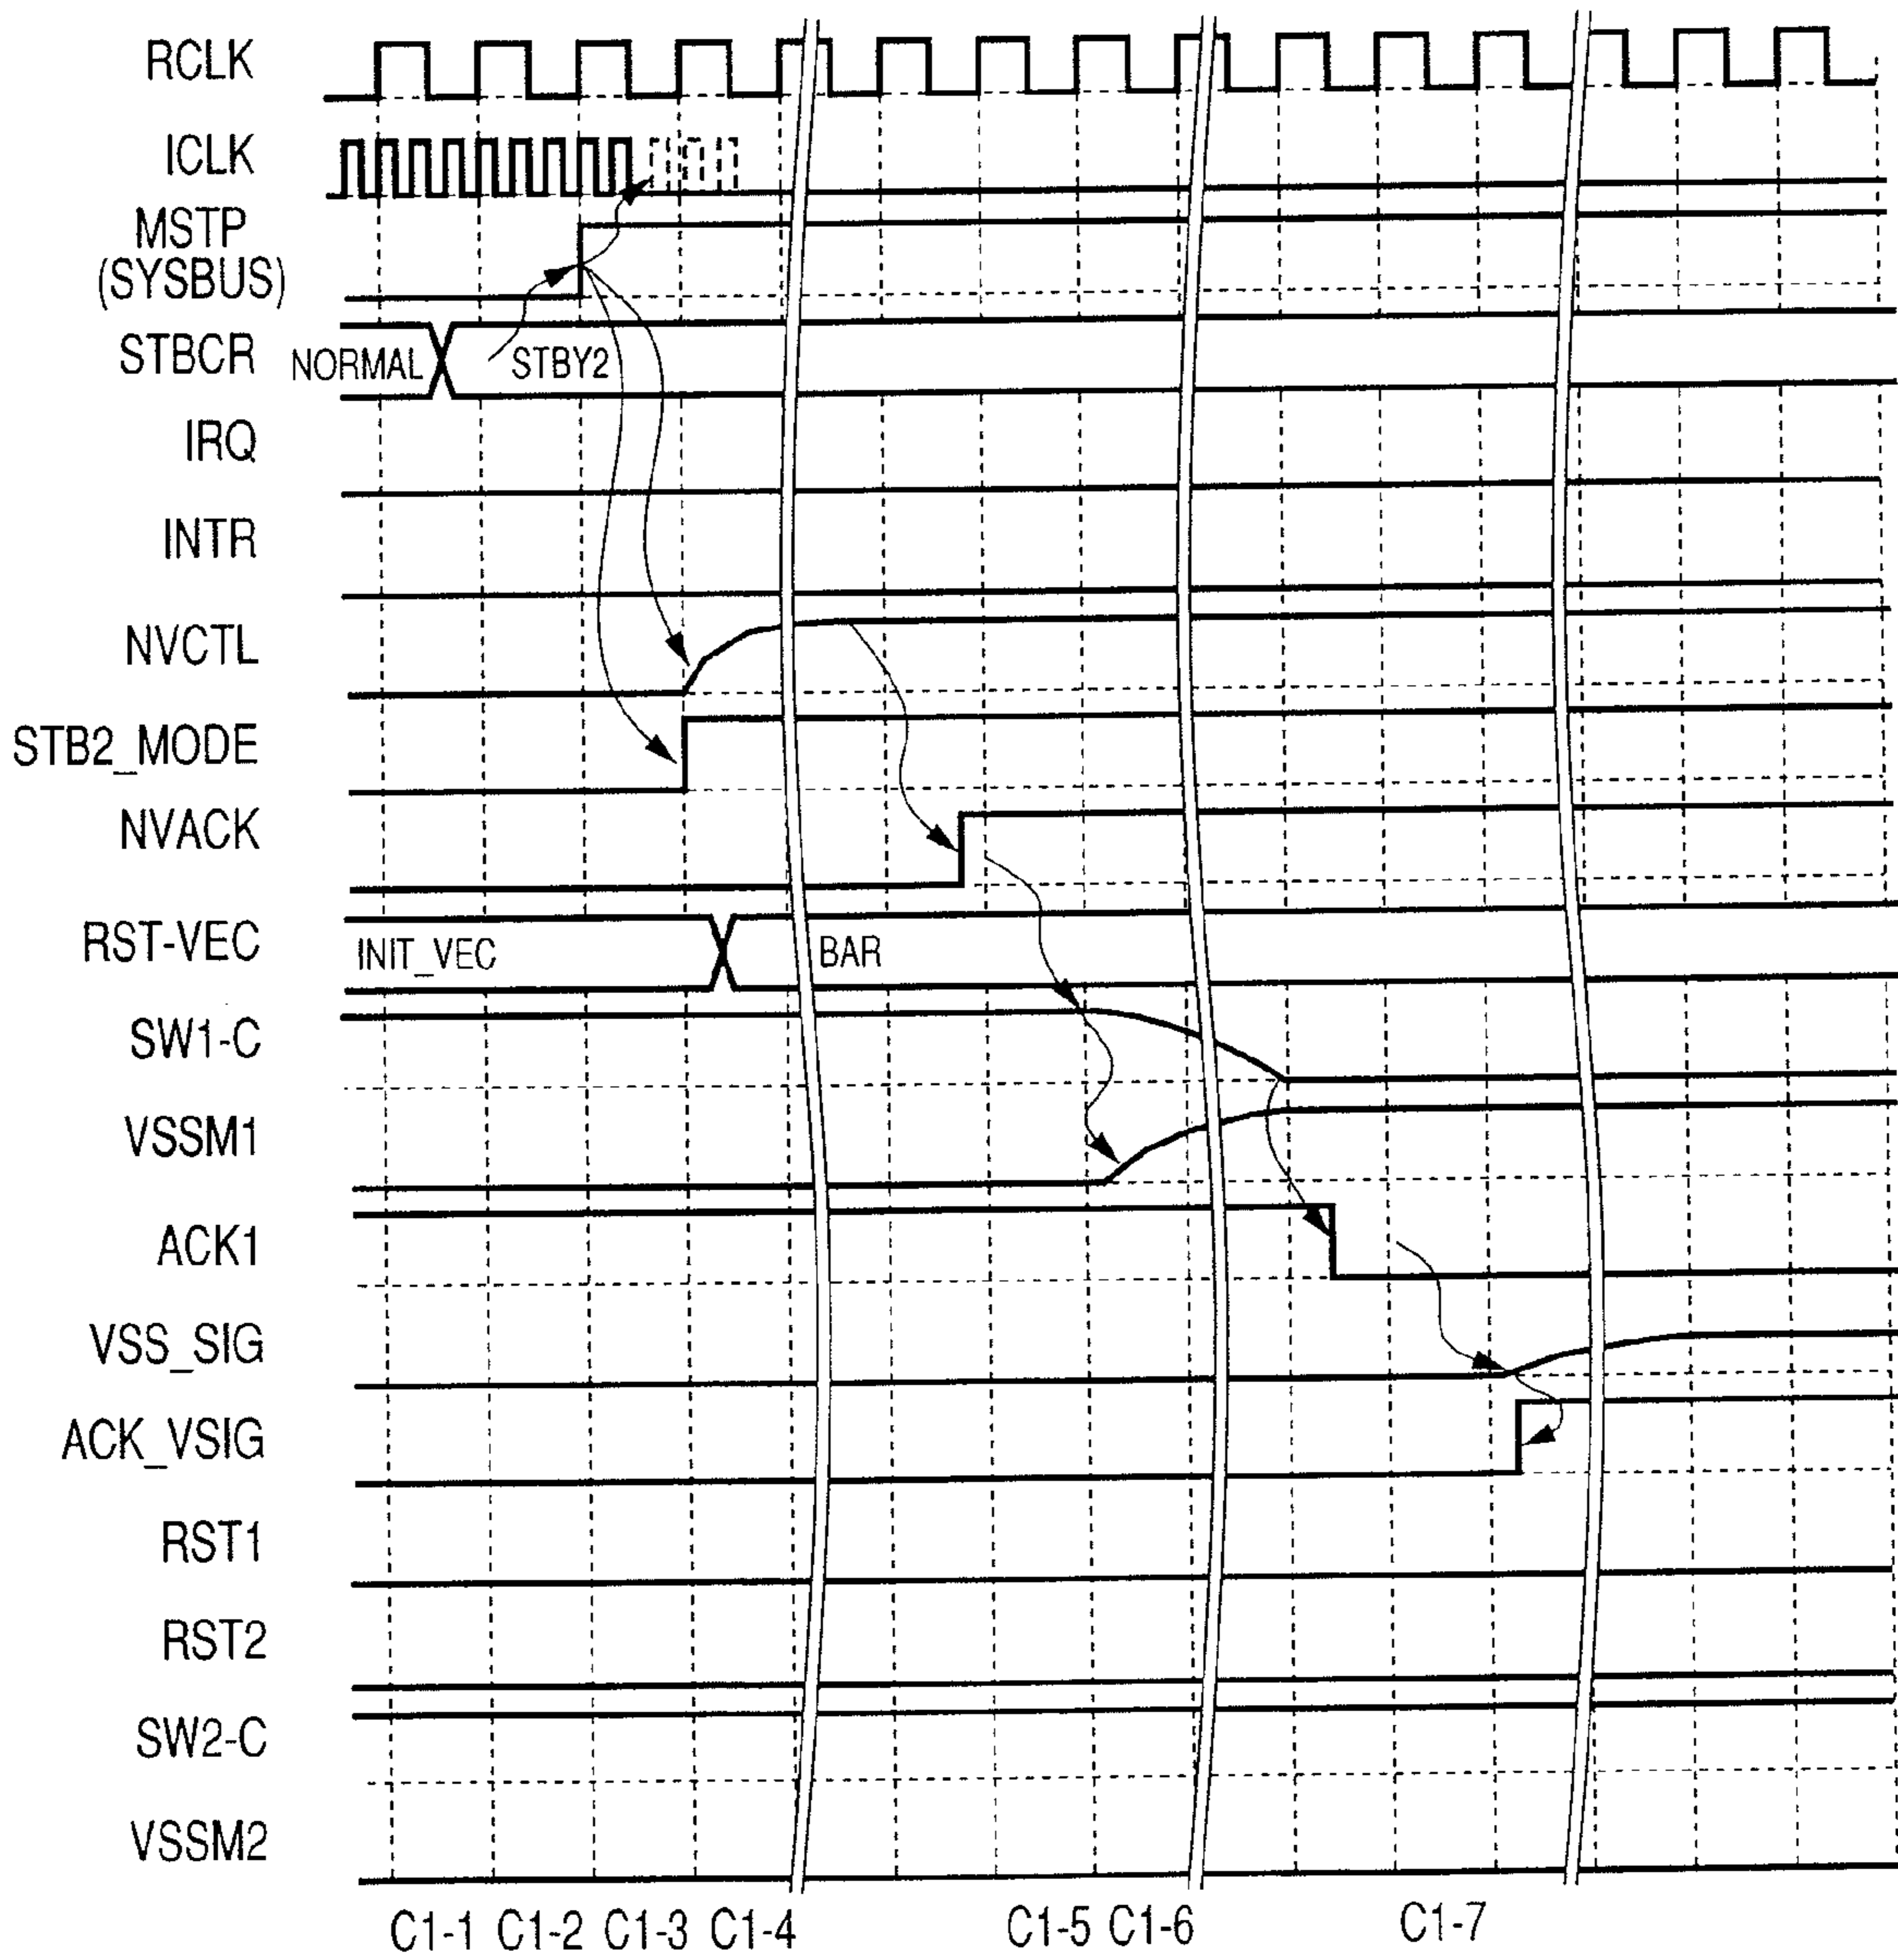 RCLK
ICLK
MSTP
(SYSBUS)
STBCR NORMAL STBY2
IRQ
INTR
NVCTL
STB2_MODE
NVACK
RST-VEC INIT_VEC BAR
SW1-C
VSSM1
ACK1
VSS_SIG
ACK_VSIG
RST1
RST2
SW2-C
VSSM2
C1-1 C1-2 C1-3 C1-4 C1-5 C1-6 C1-7